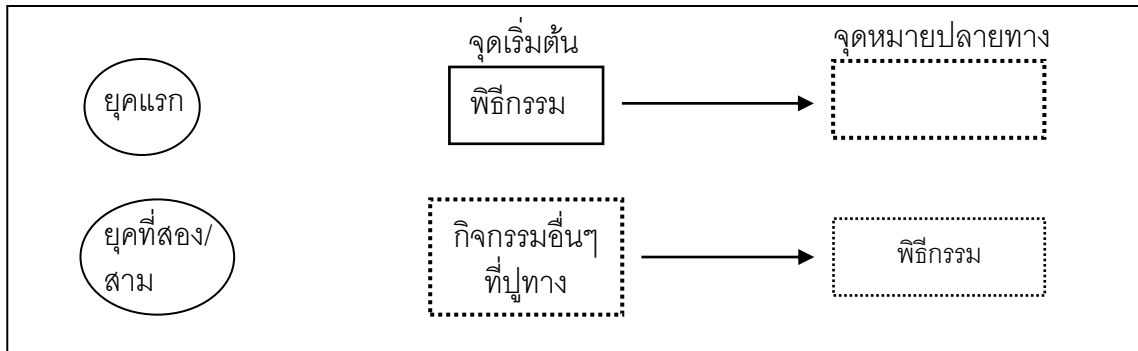 จุดเริ่มต้น
จุดหมายปลายทาง
ยุคแรก
พิธีกรรม
ยุคที่สอง/
สาม
กิจกรรมอื่นๆ
ที่ปูทาง
พิธีกรรม